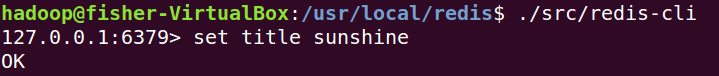 hadoop@fisher-VirtualBox:/usr/local/redis$ ./src/redis-cli
127.0.0.1:6379> set title sunshine
OK